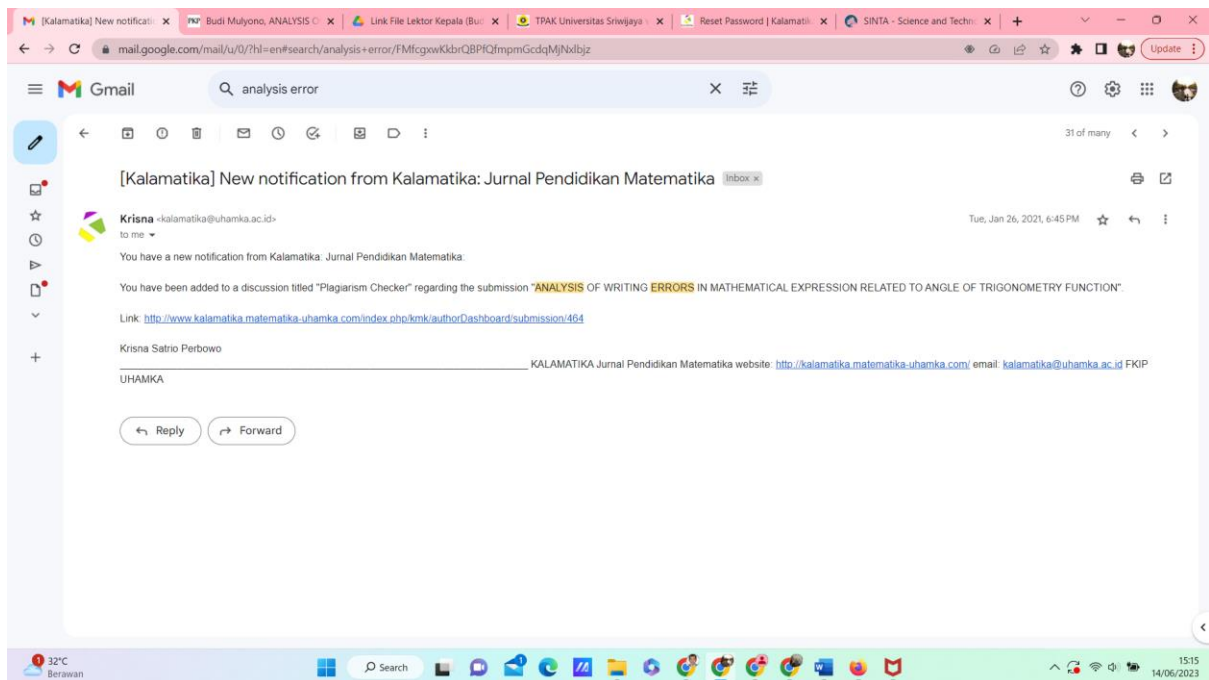 [Kalamatika] New notificatio
Budi Mulyono, ANALYSIS O
Link File Lektor Kepala (Bud
TPAK Universitas Sriwijaya
Reset Password | Kalamatik
SINTA - Science and Techn
mail.google.com/mail/u/0/?hl=en#search/analysis+error/FMfcgxwKkbrQBPfQfmpmGcdqMjNxlbjz
Update
Gmail
analysis error
31 of many
[Kalamatika] New notification from Kalamatika: Jurnal Pendidikan Matematika Inbox x
Krisna <kalamatika@uhamka.ac.id>
Tue, Jan 26, 2021, 6:45 PM
to me
You have a new notification from Kalamatika: Jurnal Pendidikan Matematika:
You have been added to a discussion titled "Plagiarism Checker" regarding the submission "ANALYSIS OF WRITING ERRORS IN MATHEMATICAL EXPRESSION RELATED TO ANGLE OF TRIGONOMETRY FUNCTION".
Link: http://www.kalamatika.matematika-uhamka.com/index.php/kmk/authorDashboard/submission/464
Krisna Satrio Perbowo
KALAMATIKA Jurnal Pendidikan Matematika website: http://kalamatika.matematika-uhamka.com/ email: kalamatika@uhamka.ac.id FKIP
UHAMKA
Reply
Forward
32°C
Berawan
Search
15:15
14/06/2023